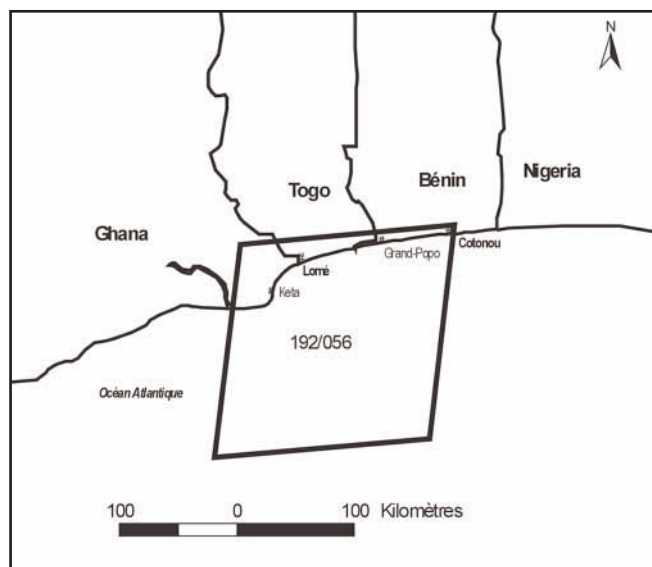 N
Togo
Bénin
Nigeria
Ghana
Lomé
Grand-Popo
Cotonou
Keta
192/056
Océan Atlantique
100 0 100 Kilomètres